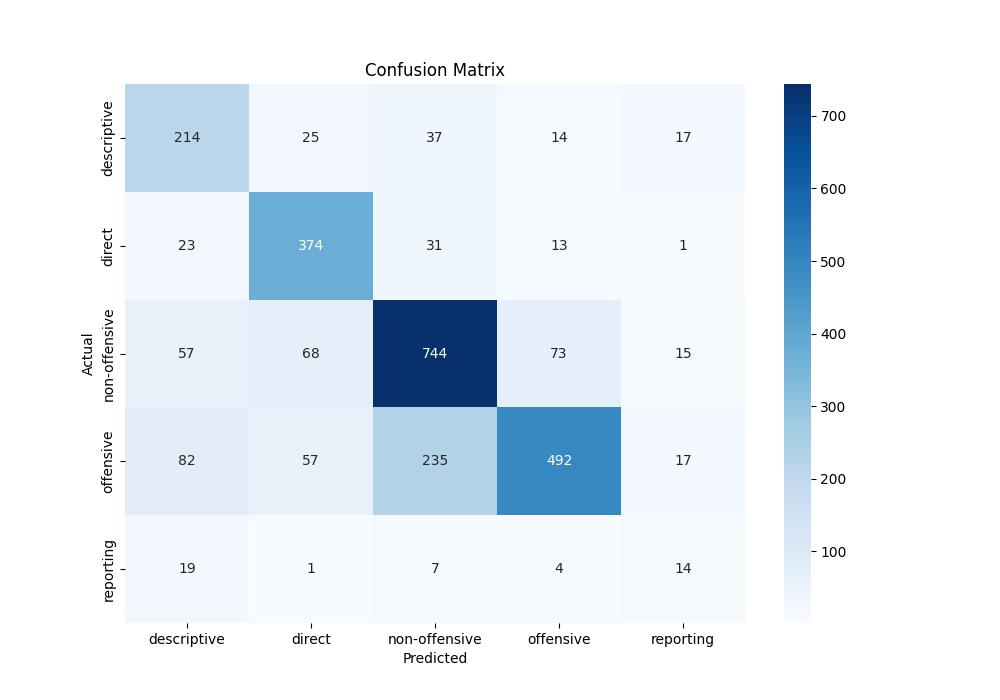 Confusion Matrix
Actual
descriptive 214 25 37 14 17
direct 23 374 31 13 1
non-offensive 57 68 744 73 15
offensive 82 57 235 492 17
reporting 19 1 7 4 14
descriptive direct non-offensive offensive reporting
Predicted
700
600
500
400
300
200
100